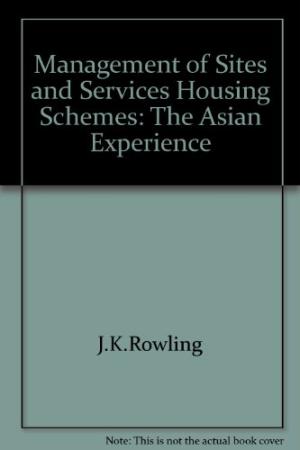 Management of Sites
and Services Housing
Schemes: The Asian
Experience
J.K.Rowling
Note: This is not the actual book cover